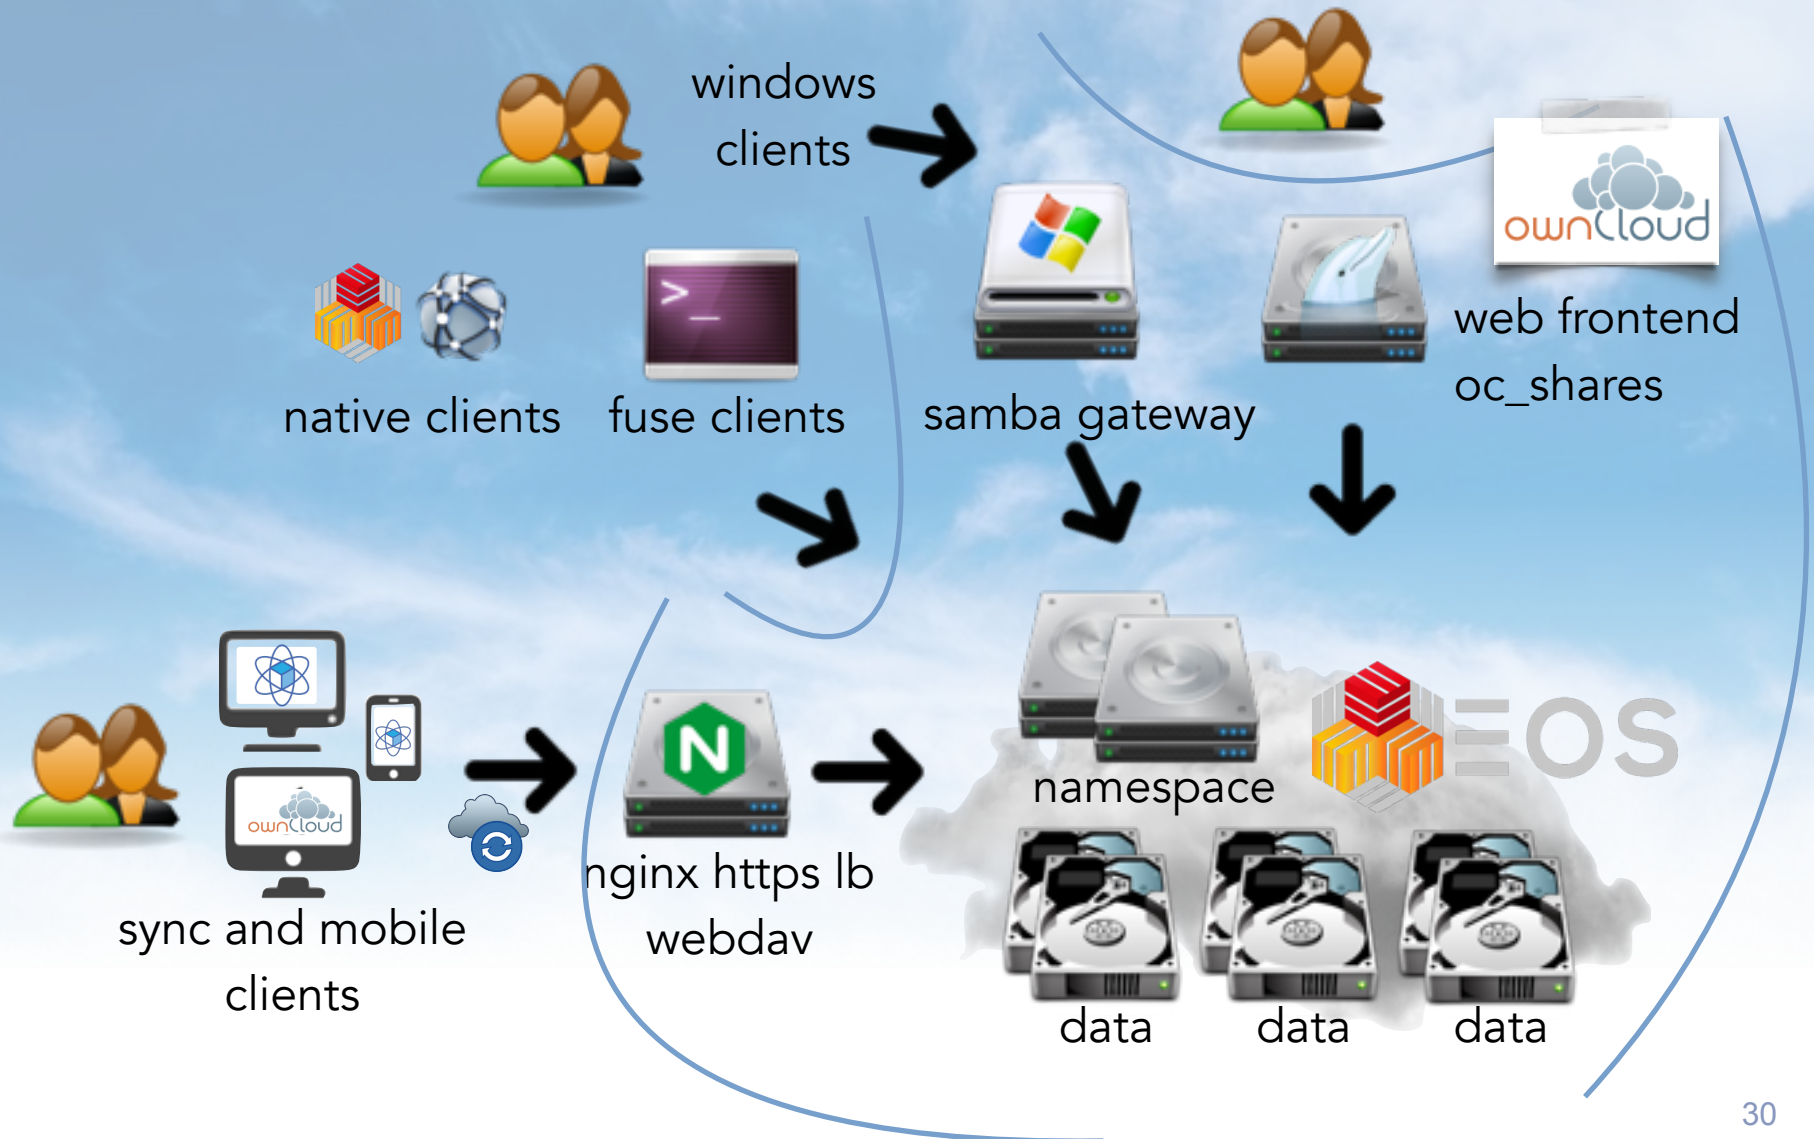 windows
clients
ownCloud
web frontend
oc_shares
native clients
fuse clients
samba gateway
>_
EOS
namespace
N
ownCloud
nginx https lb
webdav
sync and mobile
clients
data
data
data
30